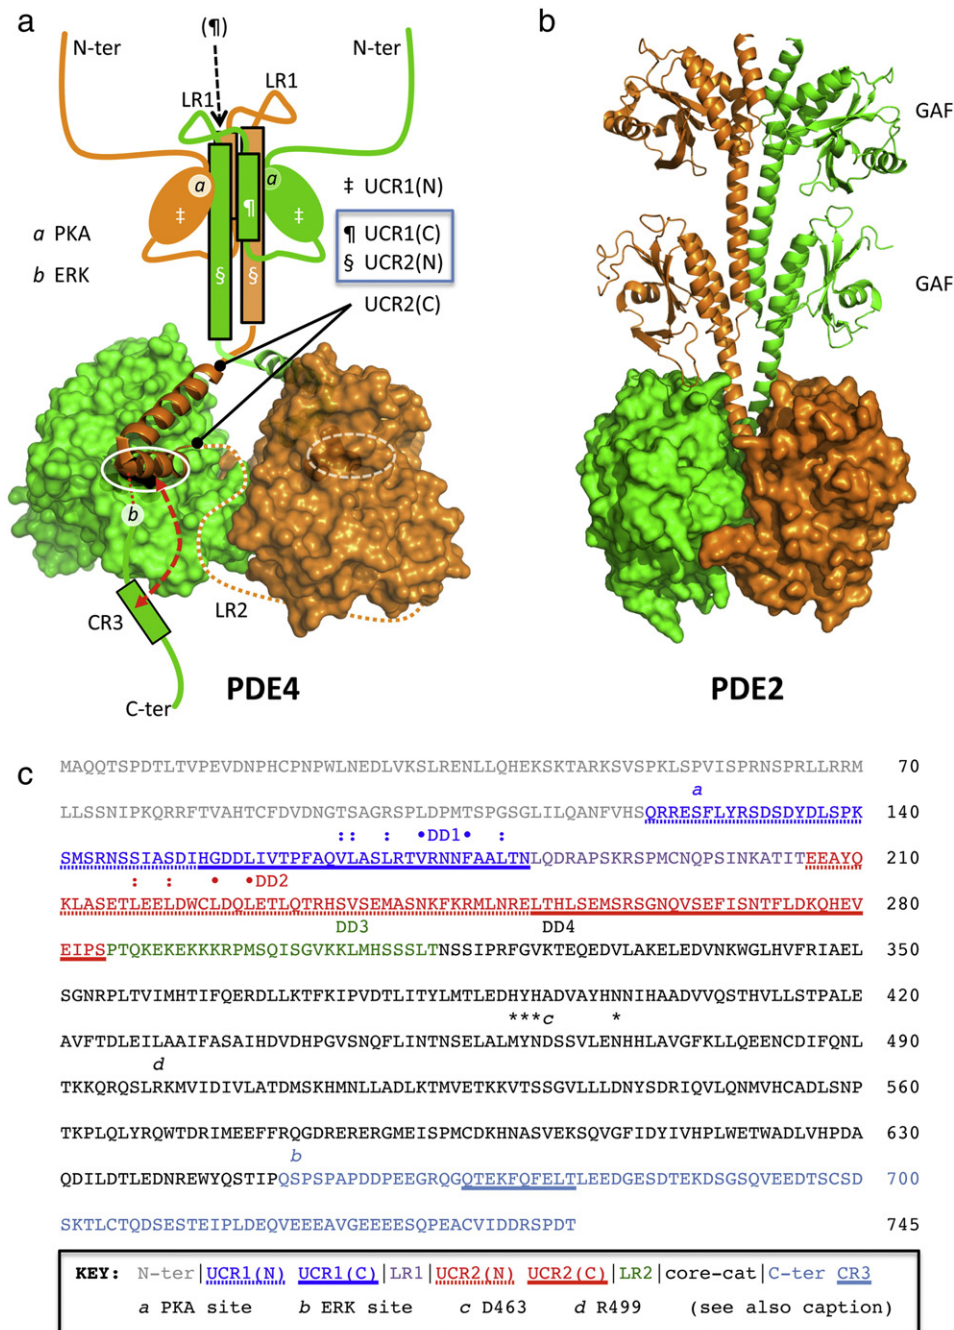 a
(¶)
N-ter
N-ter
LR1
LR1
a
a
‡
‡
¶
§
§
a PKA
b ERK
‡ UCR1(N)
¶ UCR1(C)
§ UCR2(N)
UCR2(C)
b
LR2
CR3
C-ter
PDE4
b
GAF
GAF
PDE2
c
MAQQTSPDTLTVPEVDNPHCPNPWLNEDLVKSLRENLLQHEKSKTARKSVSPKLSPVISPRNSPRLLRRM 70
a
LLSSNIPKQRRFTVAHTCFDVDNGTSAGRSPLDPMTSPGSGLILQANFVHSQRRESFLYRSDSDYDLSPK 140
:: : •DD1• :
SMSRNSSIASDIHGDDLIVTPFAQVLASLRTVRNNFAALTNLQDRAPSKRSPMCNQPSINKATITEEAYQ 210
: : • •DD2
KLASETLEELDWCLDQLETLQTRHSVSEMASNKFKRMLNRELTHLSEMSRSGNQVSEFISNTFLDKQHEV 280
DD3 DD4
EIPSPTQKEKEKKKRPMSQISGVKKLMHSSSLTNSSIPRFGVKTEQEDVLAKELEDVNKWGLHVFRIAEL 350
SGNRPLTVIMHTIFQERDLLKTFKIPVDTLITYLMTLEDHYHADVAYHNNIHAADVVQSTHVLLSTPALE 420
***c *
AVFTDLEILAAIFASAIHDVDHPGVSNQFLINTNSELALMYNDSSVLENHHLAVGFKLLQEENCDIFQNL 490
d
TKKQRQSLRKMVIDIVLATDMSKHMNLLADLKTMVETKKVTSSGVLLLDNYSDRIQVLQNMVHCADLSNP 560
TKPLQLYRQWTDRIMEEFFRQGDRERERGMEISPMCDKHNASVEKSQVGFIDYIVHPLWETWADLVHPDA 630
b
QDILDTLEDNREWYQSTIPQSPSPAPDDPEEGRQGQTEKFQFELTLEEDGESDTEKDSGSQVEEDTSCSD 700
SKTLCTQDSESTEIPLDEQVEEEAVGEEEESQPEACVIDDRSPDT 745
KEY: N-ter|UCR1(N) UCR1(C)|LR1|UCR2(N) UCR2(C)|LR2|core-cat|C-ter CR3
a PKA site b ERK site c D463 d R499 (see also caption)